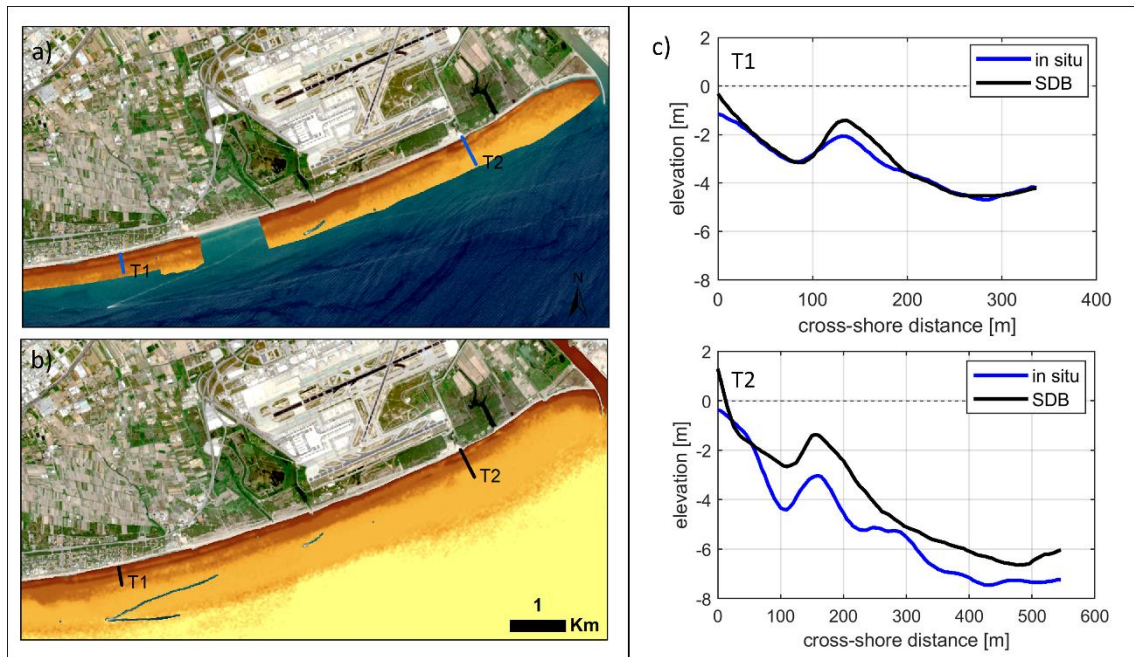 a)
T2
T1
N
b)
T2
T1
1
Km
c)
T1
in situ
SDB
2
0
-2
-4
-6
-8
elevation [m]
0 100 200 300 400
cross-shore distance [m]
T2
in situ
SDB
2
0
-2
-4
-6
-8
elevation [m]
0 100 200 300 400 500 600
cross-shore distance [m]